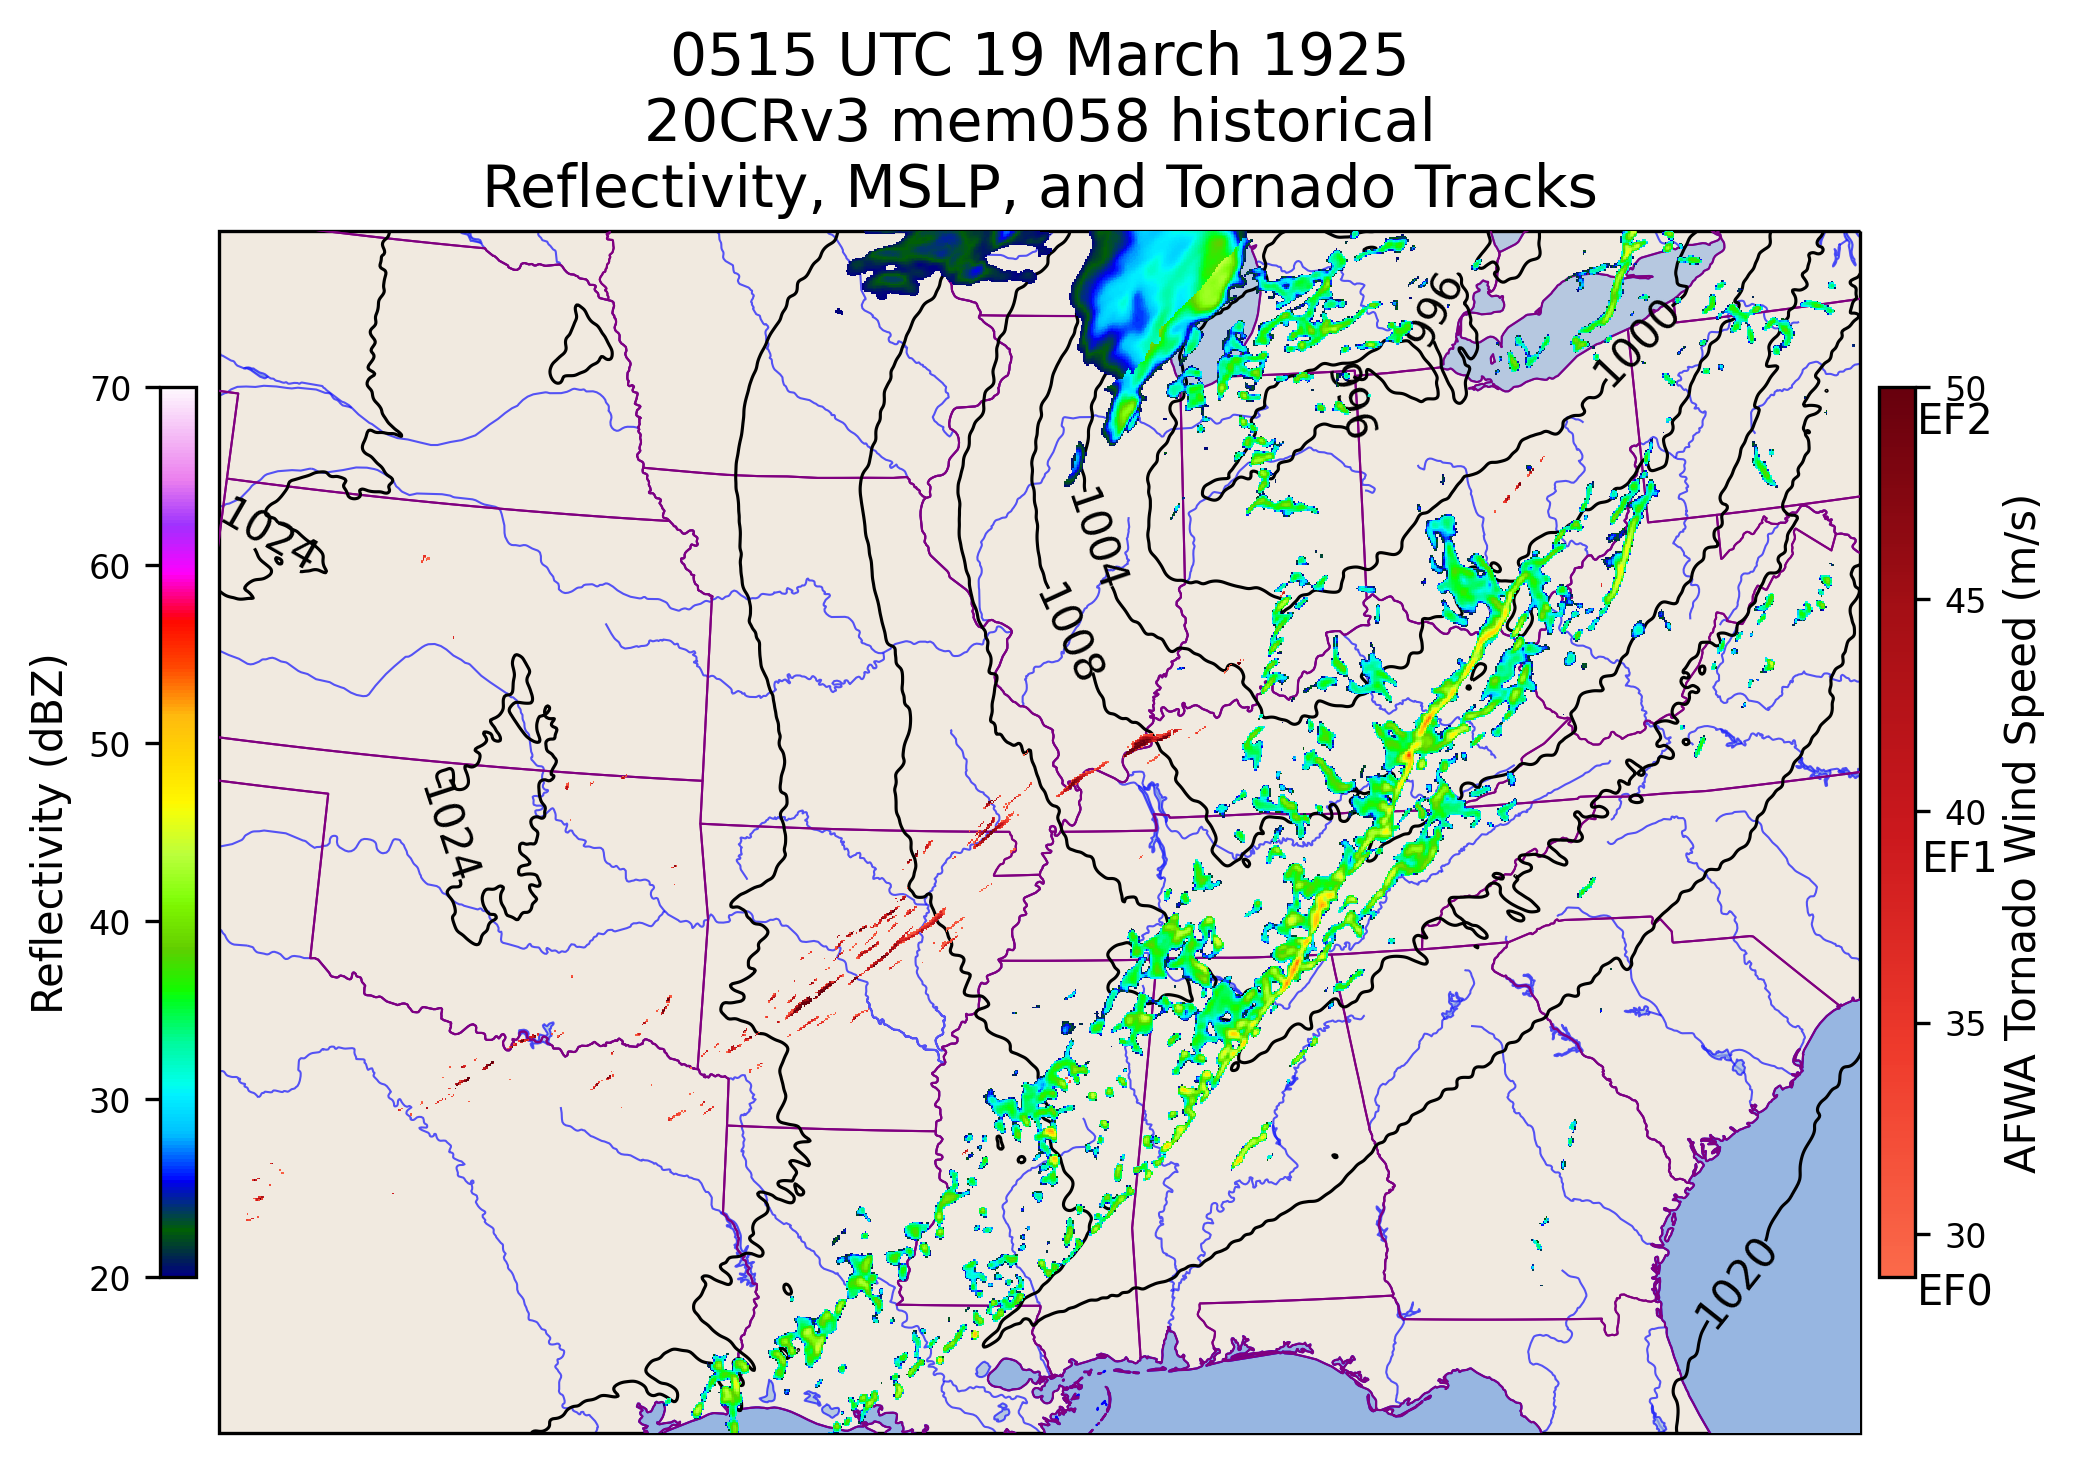 0515 UTC 19 March 1925
20CRv3 mem058 historical
Reflectivity, MSLP, and Tornado Tracks
70
60
50
40
30
20
Reflectivity (dBZ)
996
1000
996
1024
1004
1008
1024
1020
50
EF2
45
40
EF1
35
30
EF0
AFWA Tornado Wind Speed (m/s)